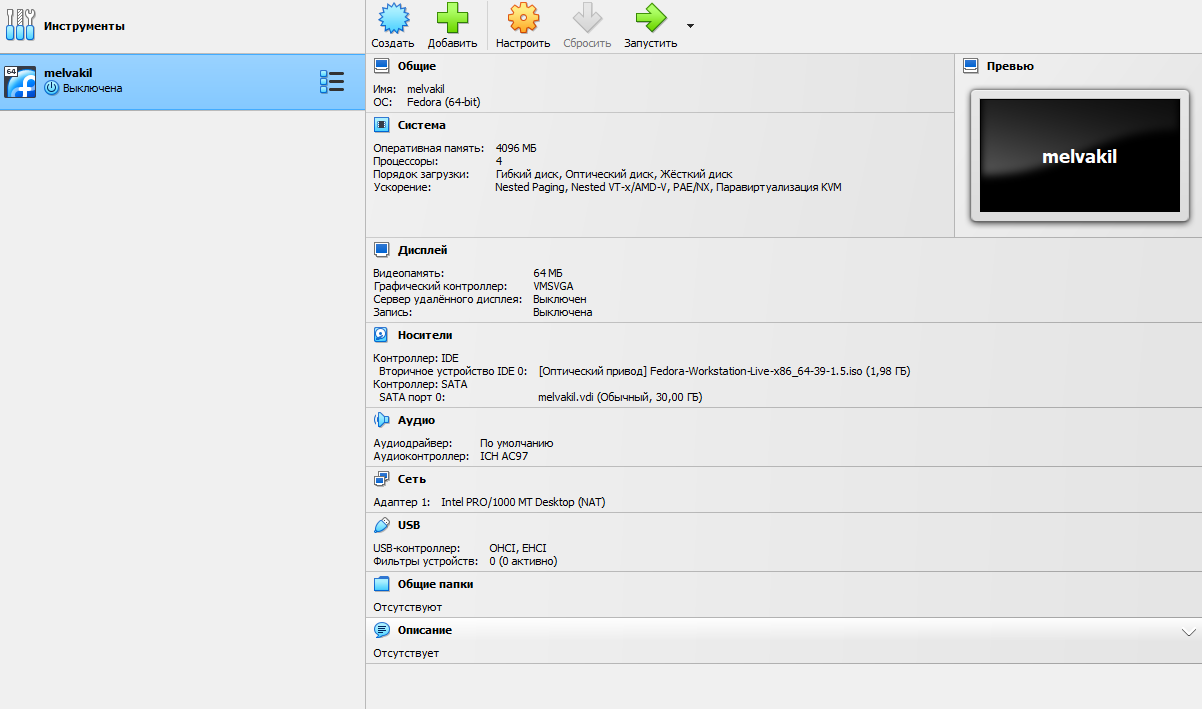 Инструменты
Создать Добавить Настроить Сбросить Запустить
64 melvakil
Выключена
Общие
Имя: melvakil
ОС: Fedora (64-bit)
Превью
melvakil
Система
Оперативная память: 4096 МБ
Процессоры: 4
Порядок загрузки: Гибкий диск, Оптический диск, Жёсткий диск
Ускорение: Nested Paging, Nested VT-x/AMD-V, PAE/NX, Паравиртуализация KVM
Дисплей
Видеопамять: 64 МБ
Графический контроллер: VMSVGA
Сервер удалённого дисплея: Выключен
Запись: Выключена
Носители
Контроллер: IDE
Вторичное устройство IDE 0: [Оптический привод] Fedora-Workstation-Live-x86_64-39-1.5.iso (1,98 ГБ)
Контроллер: SATA
SATA порт 0: melvakil.vdi (Обычный, 30,00 ГБ)
Аудио
Аудиодрайвер: По умолчанию
Аудиоконтроллер: ICH AC97
Сеть
Адаптер 1: Intel PRO/1000 MT Desktop (NAT)
USB
USB-контроллер: OHCI, EHCI
Фильтры устройств: 0 (0 активно)
Общие папки
Отсутствуют
Описание
Отсутствует